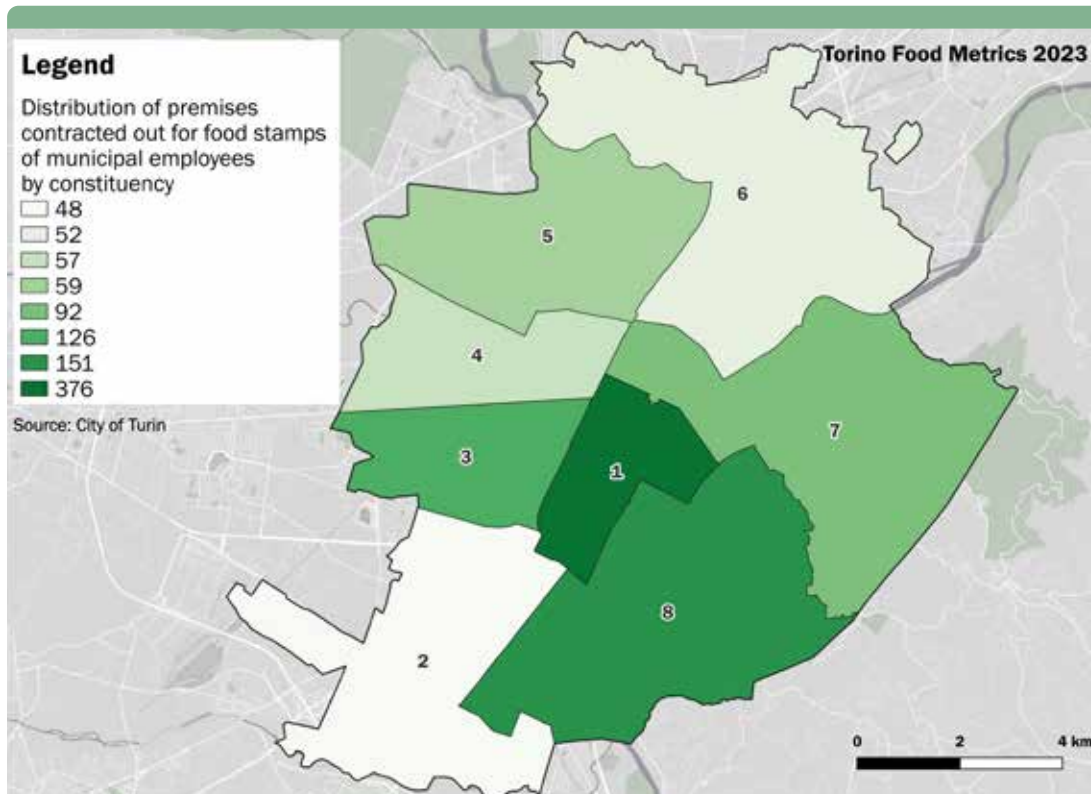 Legend
Distribution of premises
contracted out for food stamps
of municipal empoyees
by constituency
48
52
57
59
92
126
151
376
Source: City of Turin
Torino Food Metrics 2023
6
5
4
7
3
1
8
2
0 2 4 km